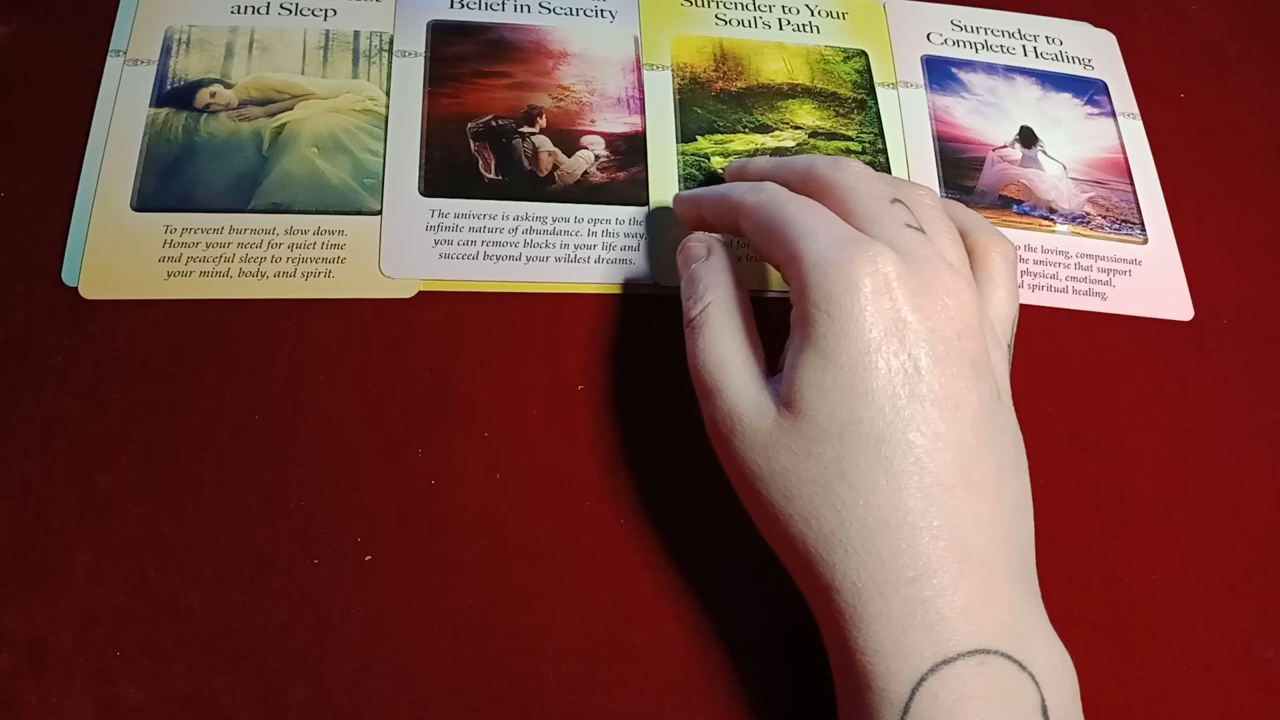 and Sleep
To prevent burnout, slow down.
Honor your need for quiet time
and peaceful sleep to rejuvenate
your mind, body, and spirit.
Belief in Scarcity
The universe is asking you to open to the
infinite nature of abundance. In this way,
you can remove blocks in your life and
succeed beyond your wildest dreams.
Surrender to Your
Soul's Path
Surrender to
Complete Healing
the loving, compassionate
universe that support
physical, emotional,
spiritual healing.